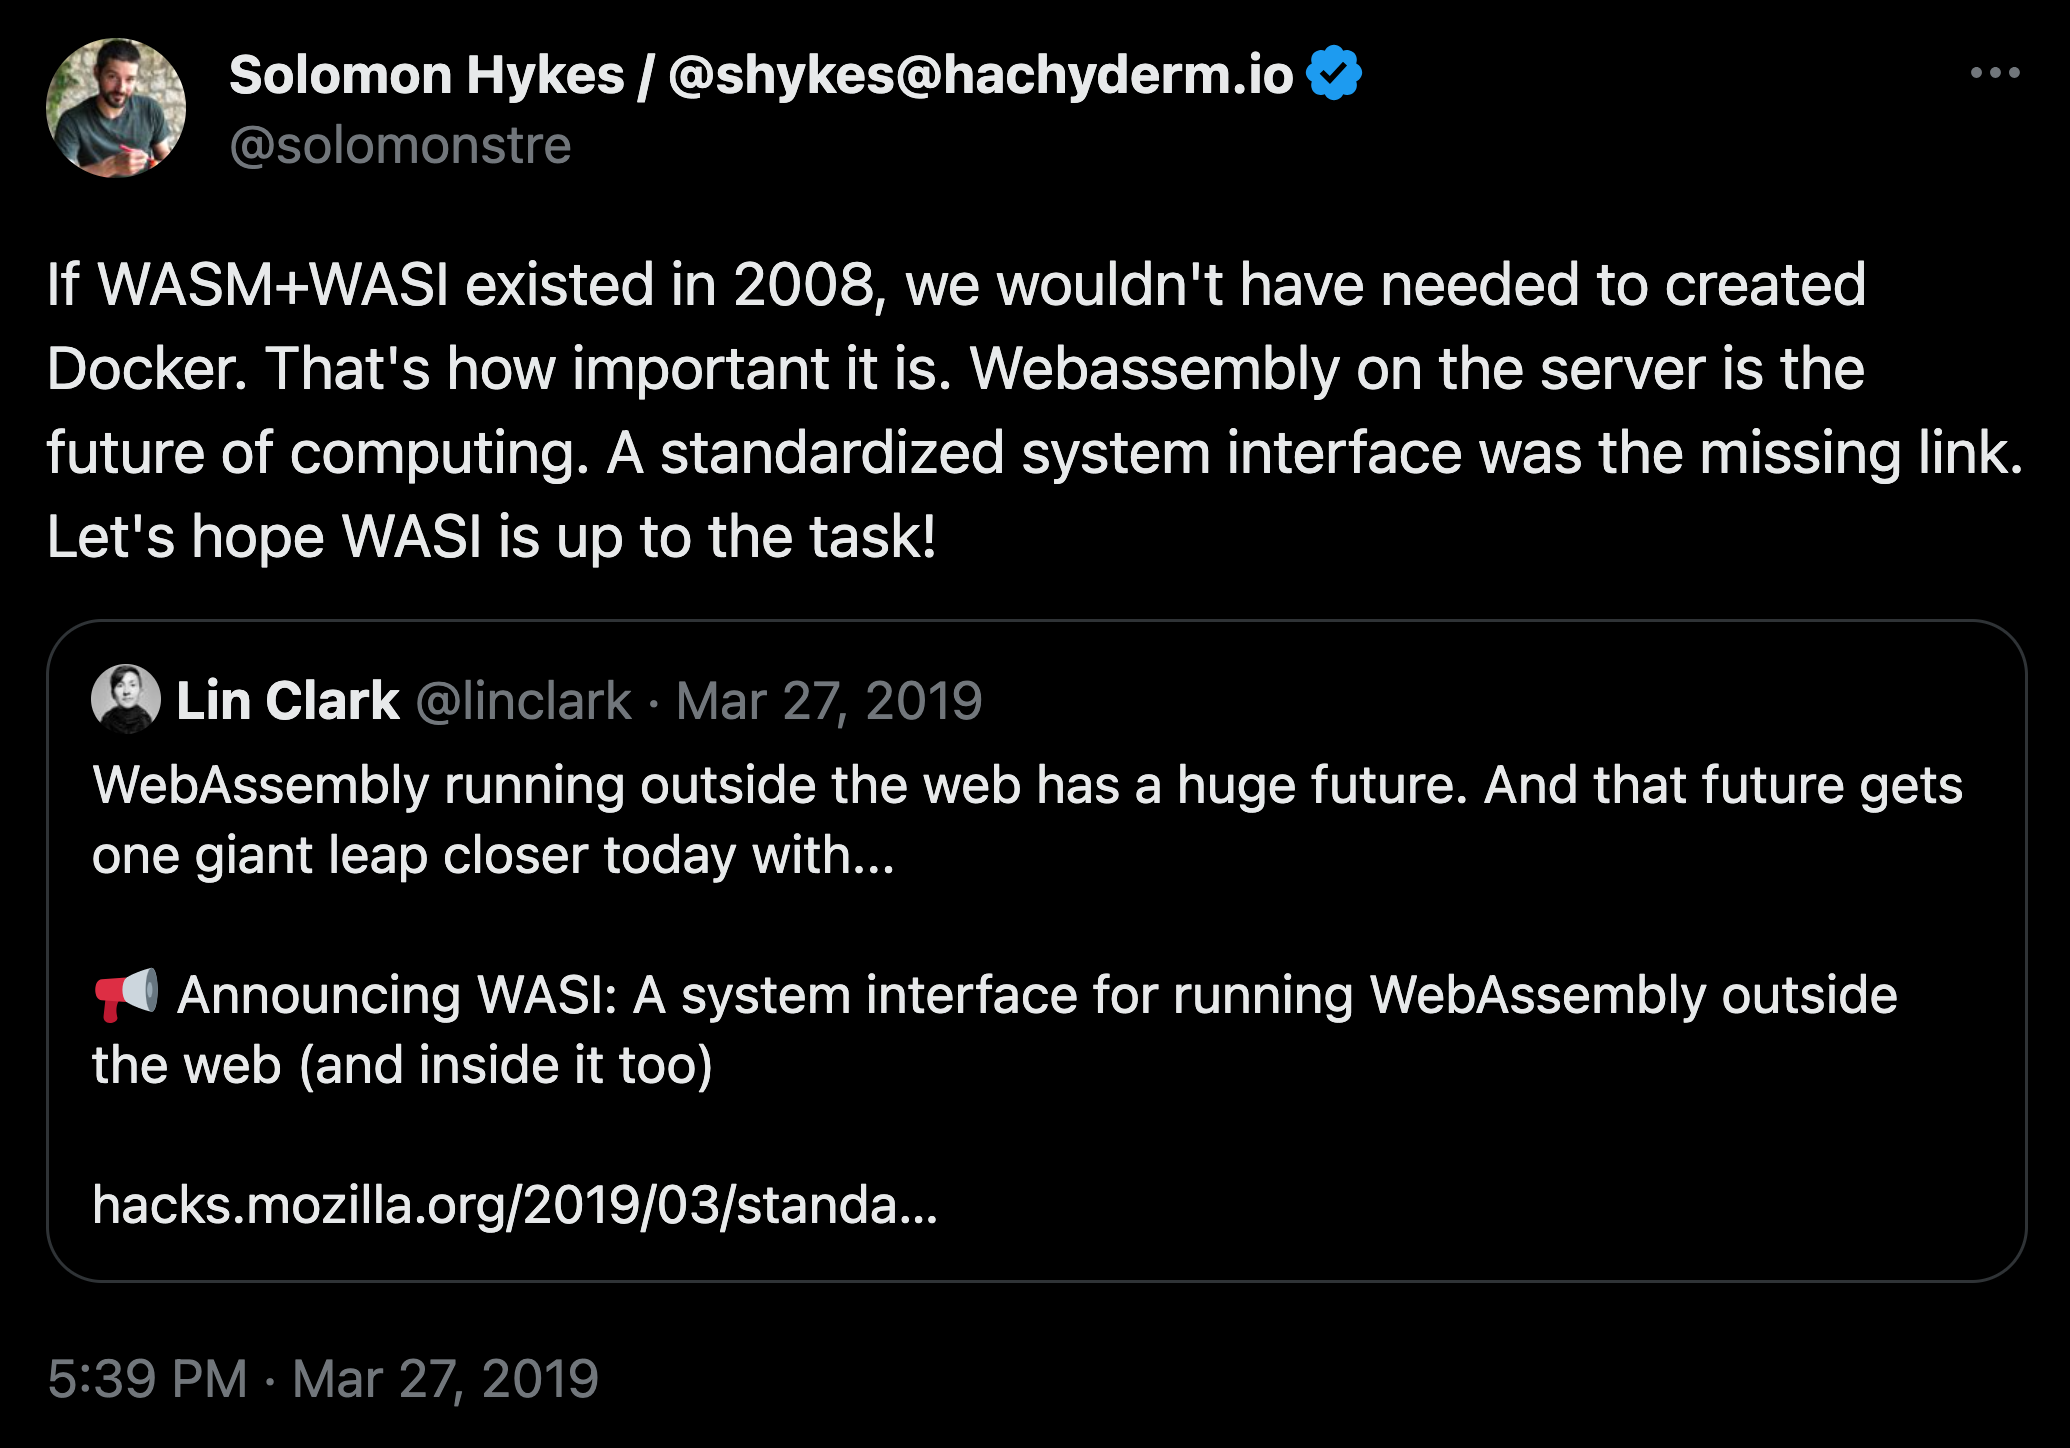 Solomon Hykes / @shykes@hachyderm.io
@solomonstre
If WASM+WASI existed in 2008, we wouldn't have needed to created
Docker. That's how important it is. Webassembly on the server is the
future of computing. A standardized system interface was the missing link.
Let's hope WASI is up to the task!
Lin Clark @linclark · Mar 27, 2019
WebAssembly running outside the web has a huge future. And that future gets
one giant leap closer today with...
📢 Announcing WASI: A system interface for running WebAssembly outside
the web (and inside it too)
hacks.mozilla.org/2019/03/standa...
5:39 PM · Mar 27, 2019